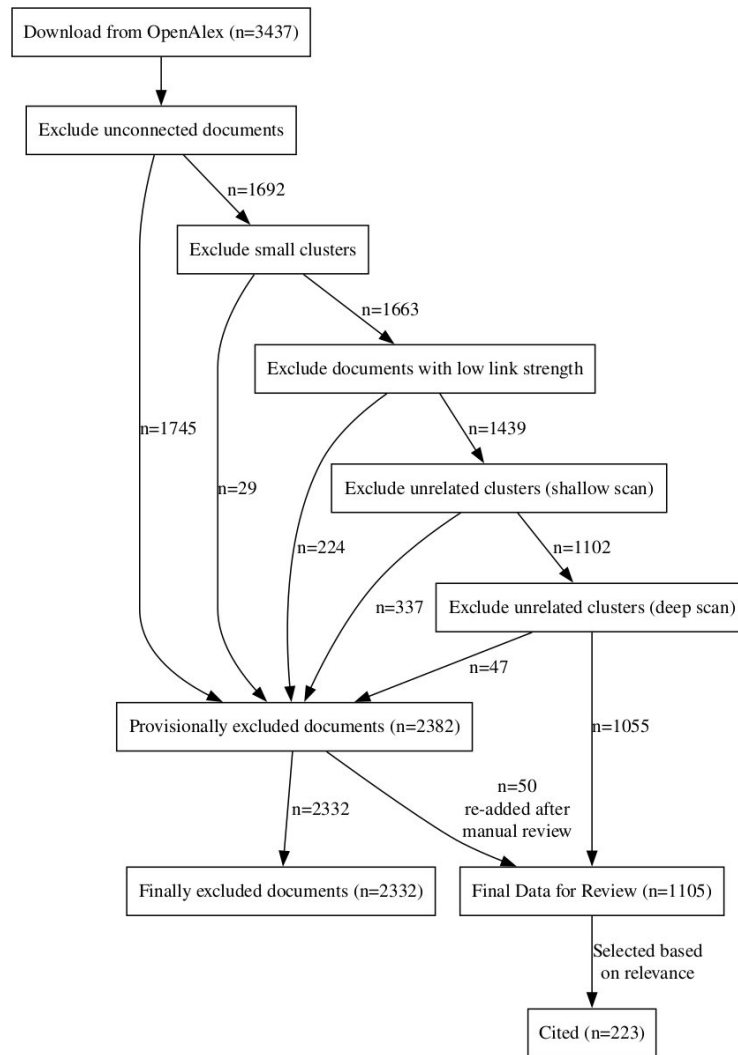 Download from OpenAlex (n=3437)
Exclude unconnected documents
n=1692
Exclude small clusters
n=1663
Exclude documents with low link strength
n=1745
n=1439
Exclude unrelated clusters (shallow scan)
n=29
n=224
n=1102
n=337
Exclude unrelated clusters (deep scan)
n=47
Provisionally excluded documents (n=2382)
n=1055
n=2332
n=50
re-added after
manual review
Finally excluded documents (n=2332)
Final Data for Review (n=1105)
Selected based
on relevance
Cited (n=223)